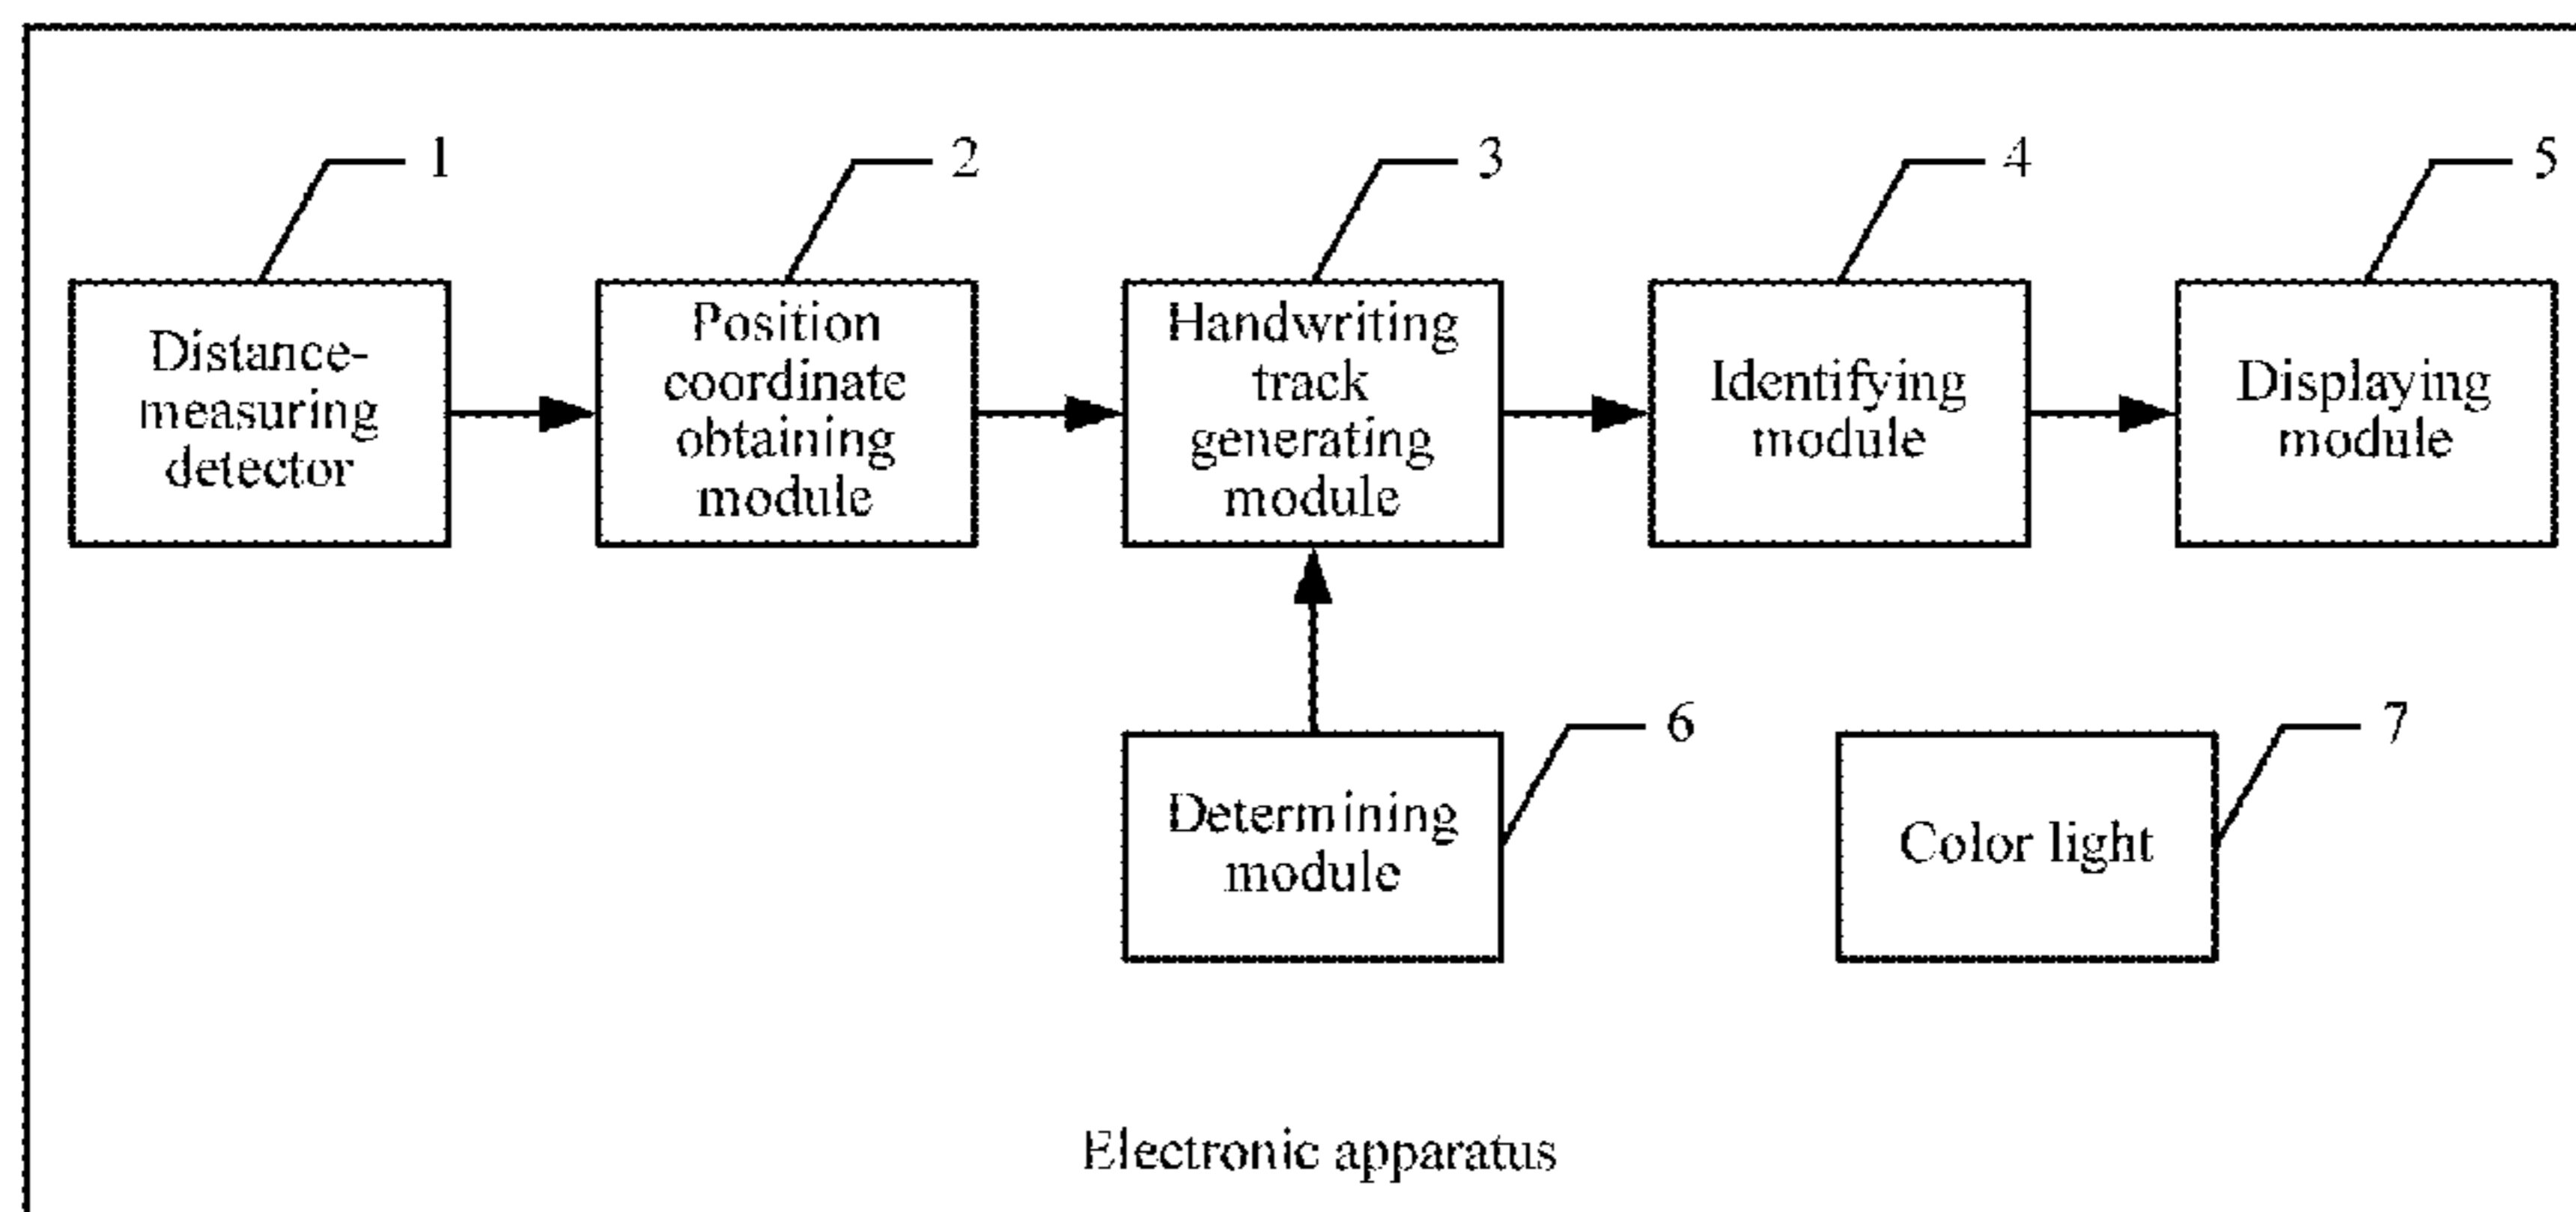 1
2
3
4
5
Distance-
measuring
detector
Position
coordinate
obtaining
module
Handwriting
track
generating
module
Identifying
module
Displaying
module
6
7
Determining
module
Color light
Electronic apparatus